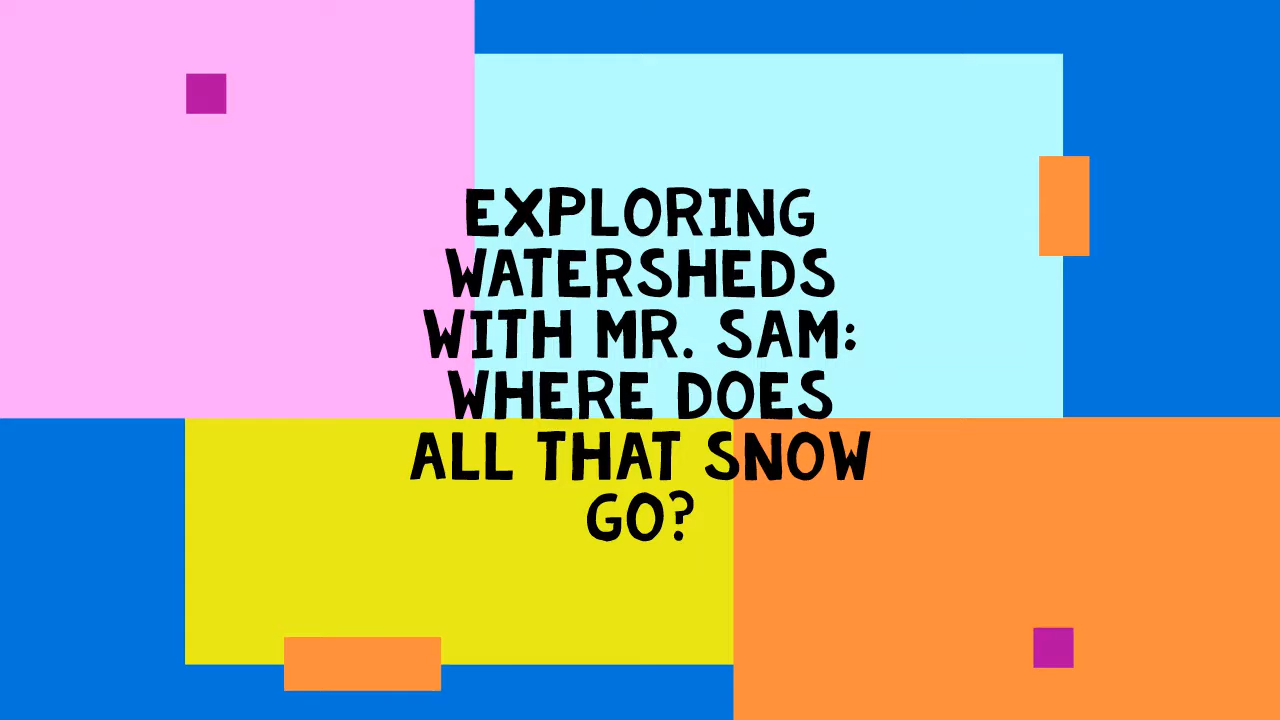 EXPLORING
WATERSHEDS
WITH MR. SAM:
WHERE DOES
ALL THAT SNOW
GO?